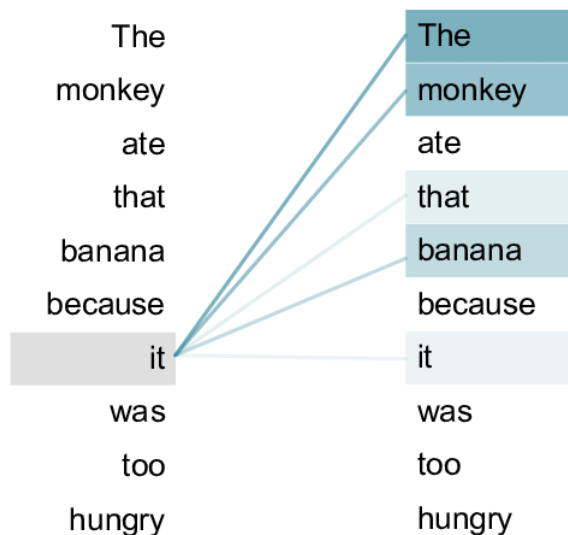 The The
monkey monkey
ate ate
that that
banana banana
because because
it it
was was
too too
hungry hungry